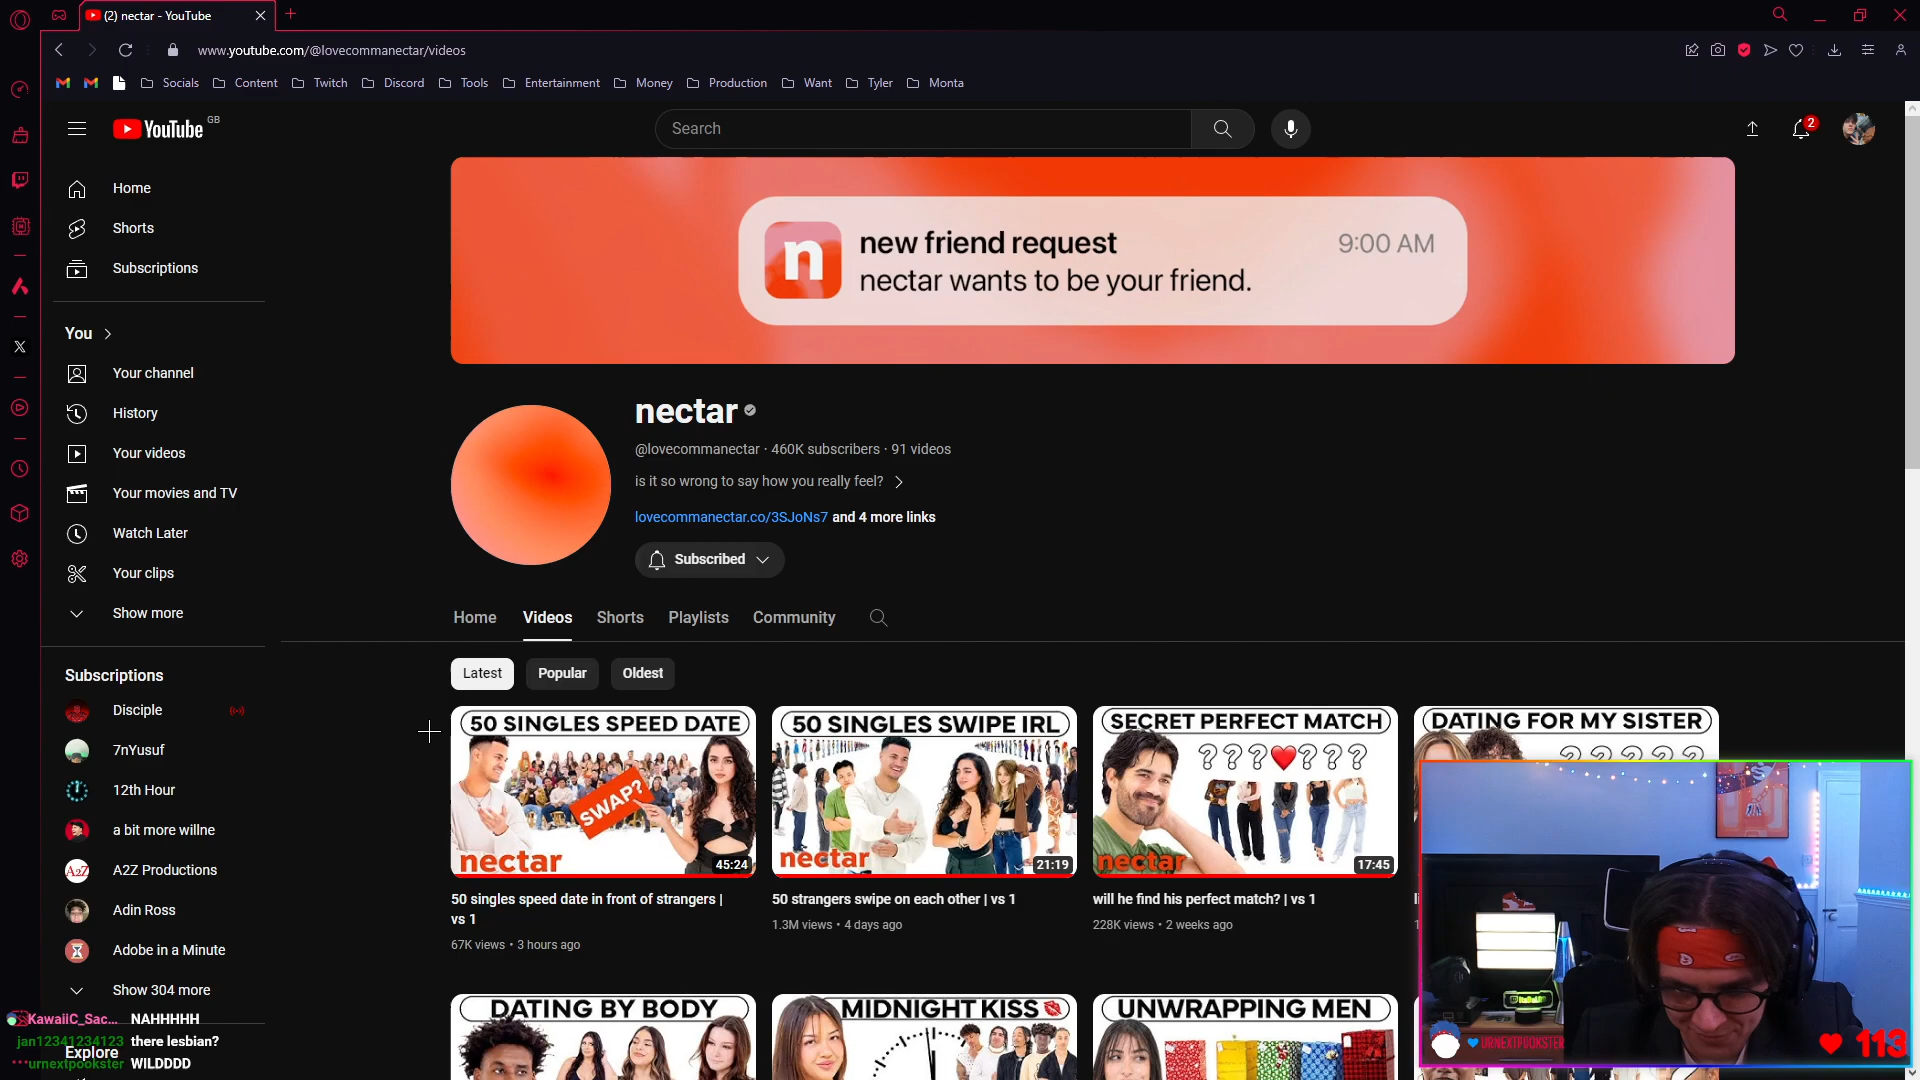 (2) nectar - YouTube
www.youtube.com/@lovecommanectar/videos
Socials Content Twitch Discord Tools Entertainment Money Production Want Tyler Monta
YouTube GB
Search
2
Home
Shorts
Subscriptions
You
Your channel
History
Your videos
Your movies and TV
Watch Later
Your clips
Show more
Subscriptions
Disciple
7nYusuf
12th Hour
a bit more willne
A2Z Productions
Adin Ross
Adobe in a Minute
Show 304 more
Explore
n
new friend request
9:00 AM
nectar wants to be your friend.
nectar
@lovecommanectar · 460K subscribers · 91 videos
is it so wrong to say how you really feel?
lovecommanectar.co/3SJoNs7 and 4 more links
Subscribed
Home Videos Shorts Playlists Community
Latest Popular Oldest
50 SINGLES SPEED DATE
SWAP?
nectar
45:24
50 singles speed date in front of strangers |
vs 1
67K views • 3 hours ago
50 SINGLES SWIPE IRL
nectar
21:19
50 strangers swipe on each other | vs 1
1.3M views • 4 days ago
SECRET PERFECT MATCH
??? ???
nectar
17:45
will he find his perfect match? | vs 1
228K views • 2 weeks ago
DATING FOR MY SISTER
?????
DATING BY BODY
MIDNIGHT KISS
UNWRAPPING MEN
KawaiiC_Sac... NAHHHHH
jan12341234123 there lesbian?
urnextpookster WILDDDD
URNEXTPOOKSTER
113